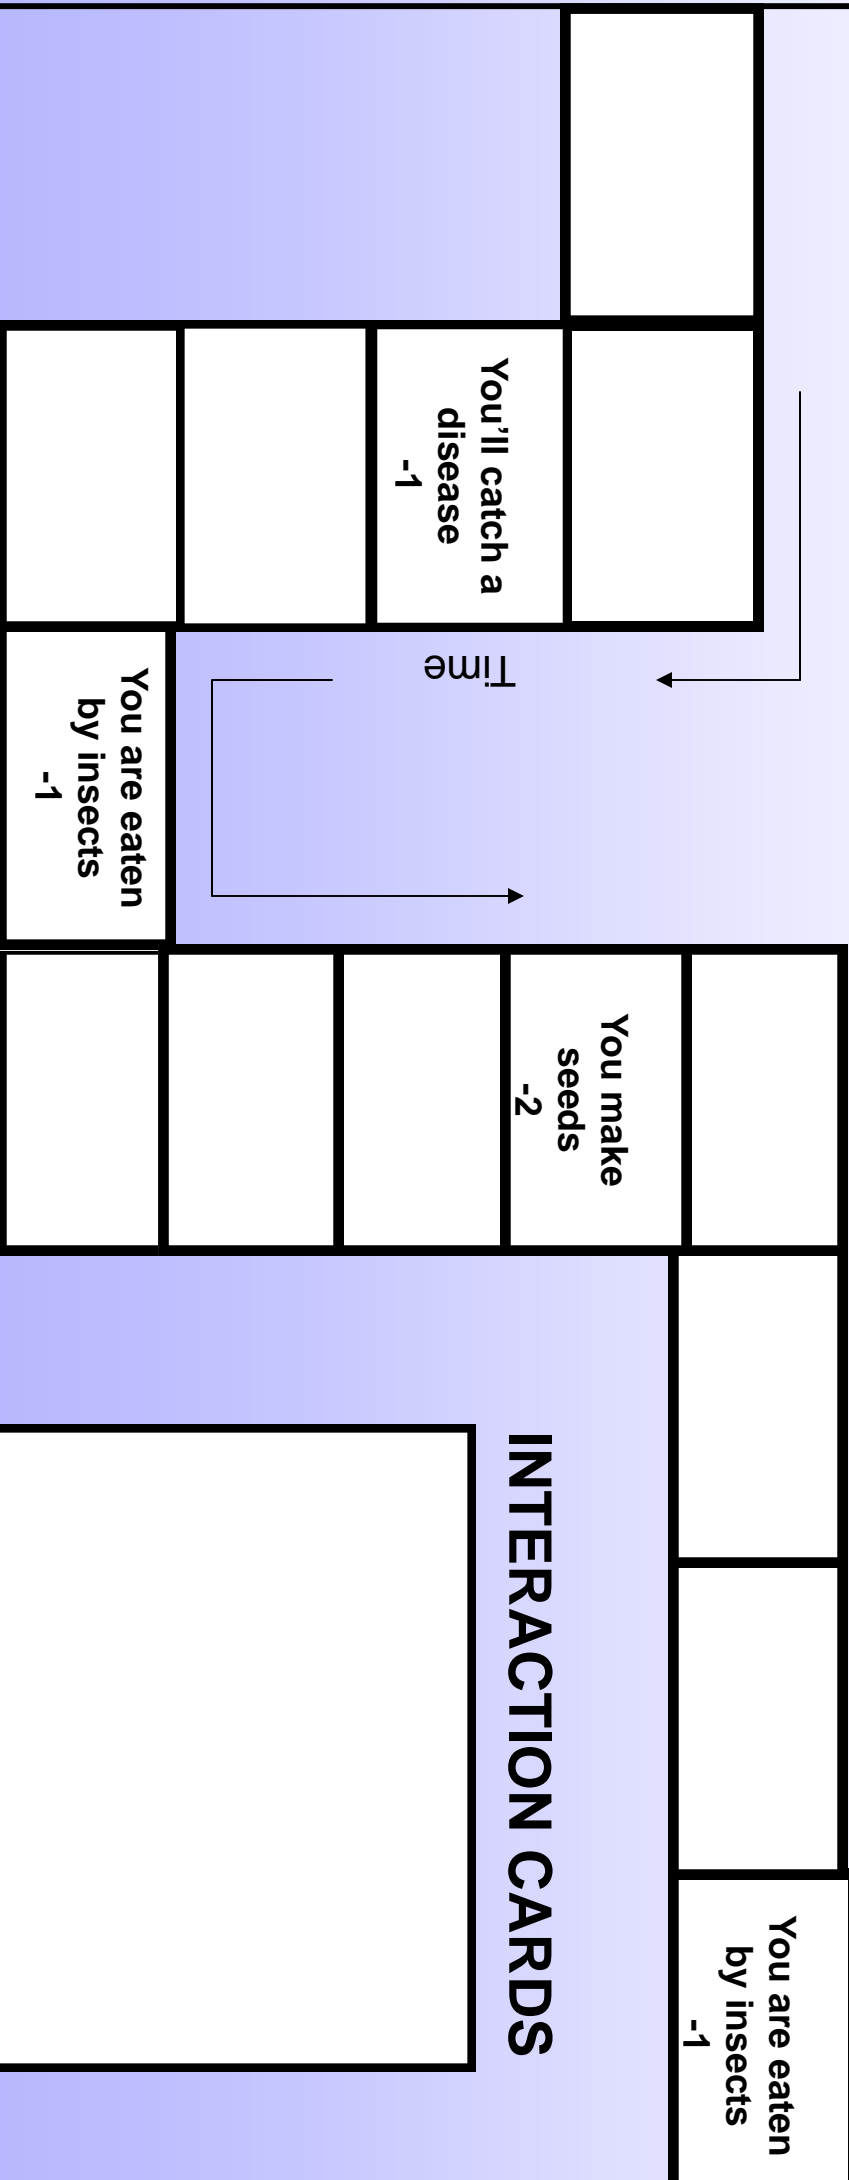 You'll catch a
disease
-1
Time
You are eaten
by insects
-1
You make
seeds
-2
INTERACTION CARDS
You are eaten
by insects
-1